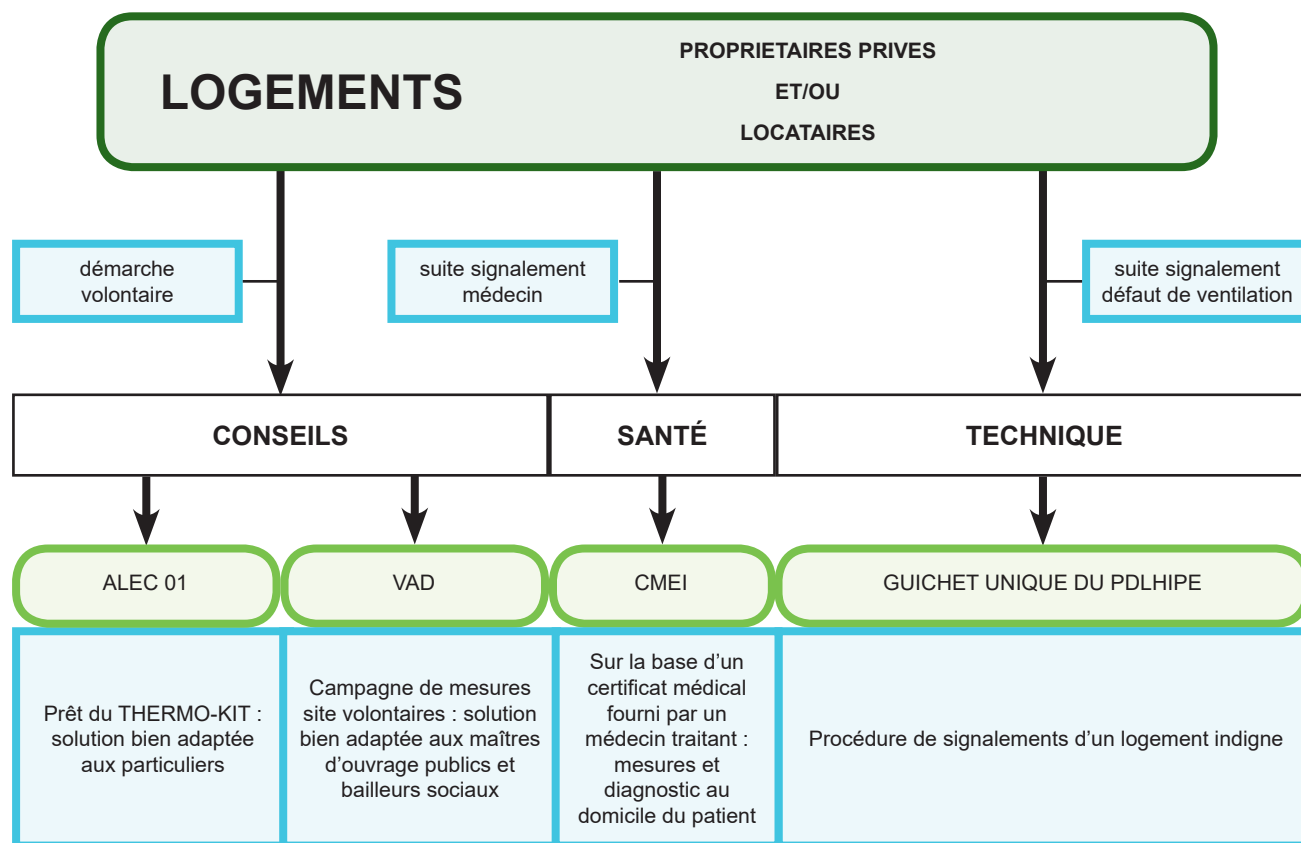 LOGEMENTS
PROPRIETAIRES PRIVES
ET/OU
LOCATAIRES
démarche
volontaire
suite signalement
médecin
suite signalement
défaut de ventilation
CONSEILS
SANTÉ
TECHNIQUE
ALEC 01
VAD
CMEI
GUICHET UNIQUE DU PDLHIPE
Prêt du THERMO-KIT :
solution bien adaptée
aux particuliers
Campagne de mesures
site volontaires : solution
bien adaptée aux maîtres
d’ouvrage publics et
bailleurs sociaux
Sur la base d’un
certificat médical
fourni par un
médecin traitant :
mesures et
diagnostic au
domicile du patient
Procédure de signalements d’un logement indigne